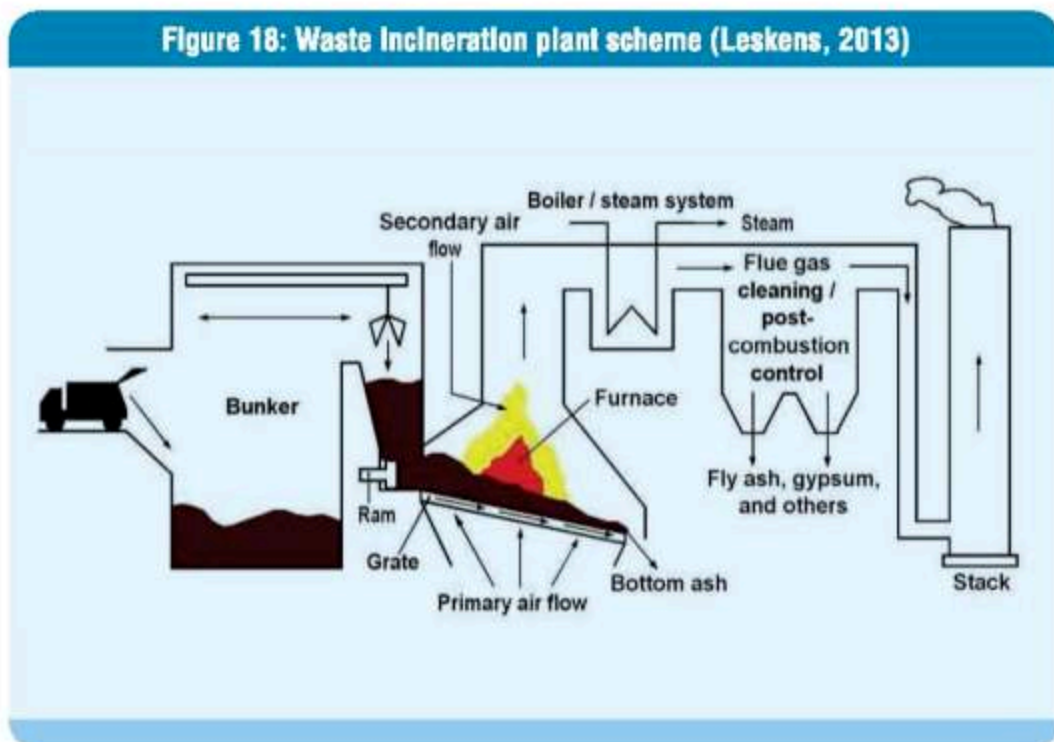 Figure 18: Waste incineration plant scheme (Leskens, 2013)
Boiler / steam system
Secondary air
flow
Steam
Flue gas
cleaning /
post-
combustion
control
Bunker
Furnace
Fly ash, gypsum,
and others
Ram
Grate
Bottom ash
Primary air flow
Stack